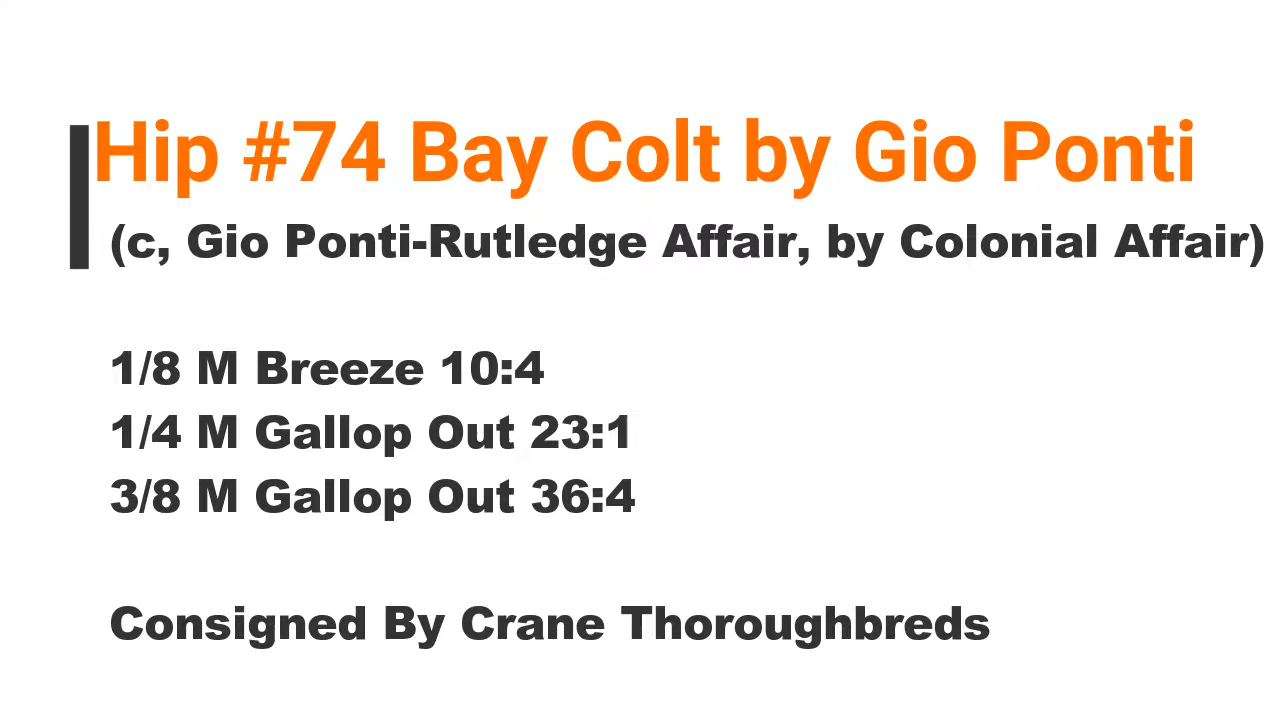 Hip #74 Bay Colt by Gio Ponti
(c, Gio Ponti-Rutledge Affair, by Colonial Affair)
1/8 M Breeze 10:4
1/4 M Gallop Out 23:1
3/8 M Gallop Out 36:4
Consigned By Crane Thoroughbreds